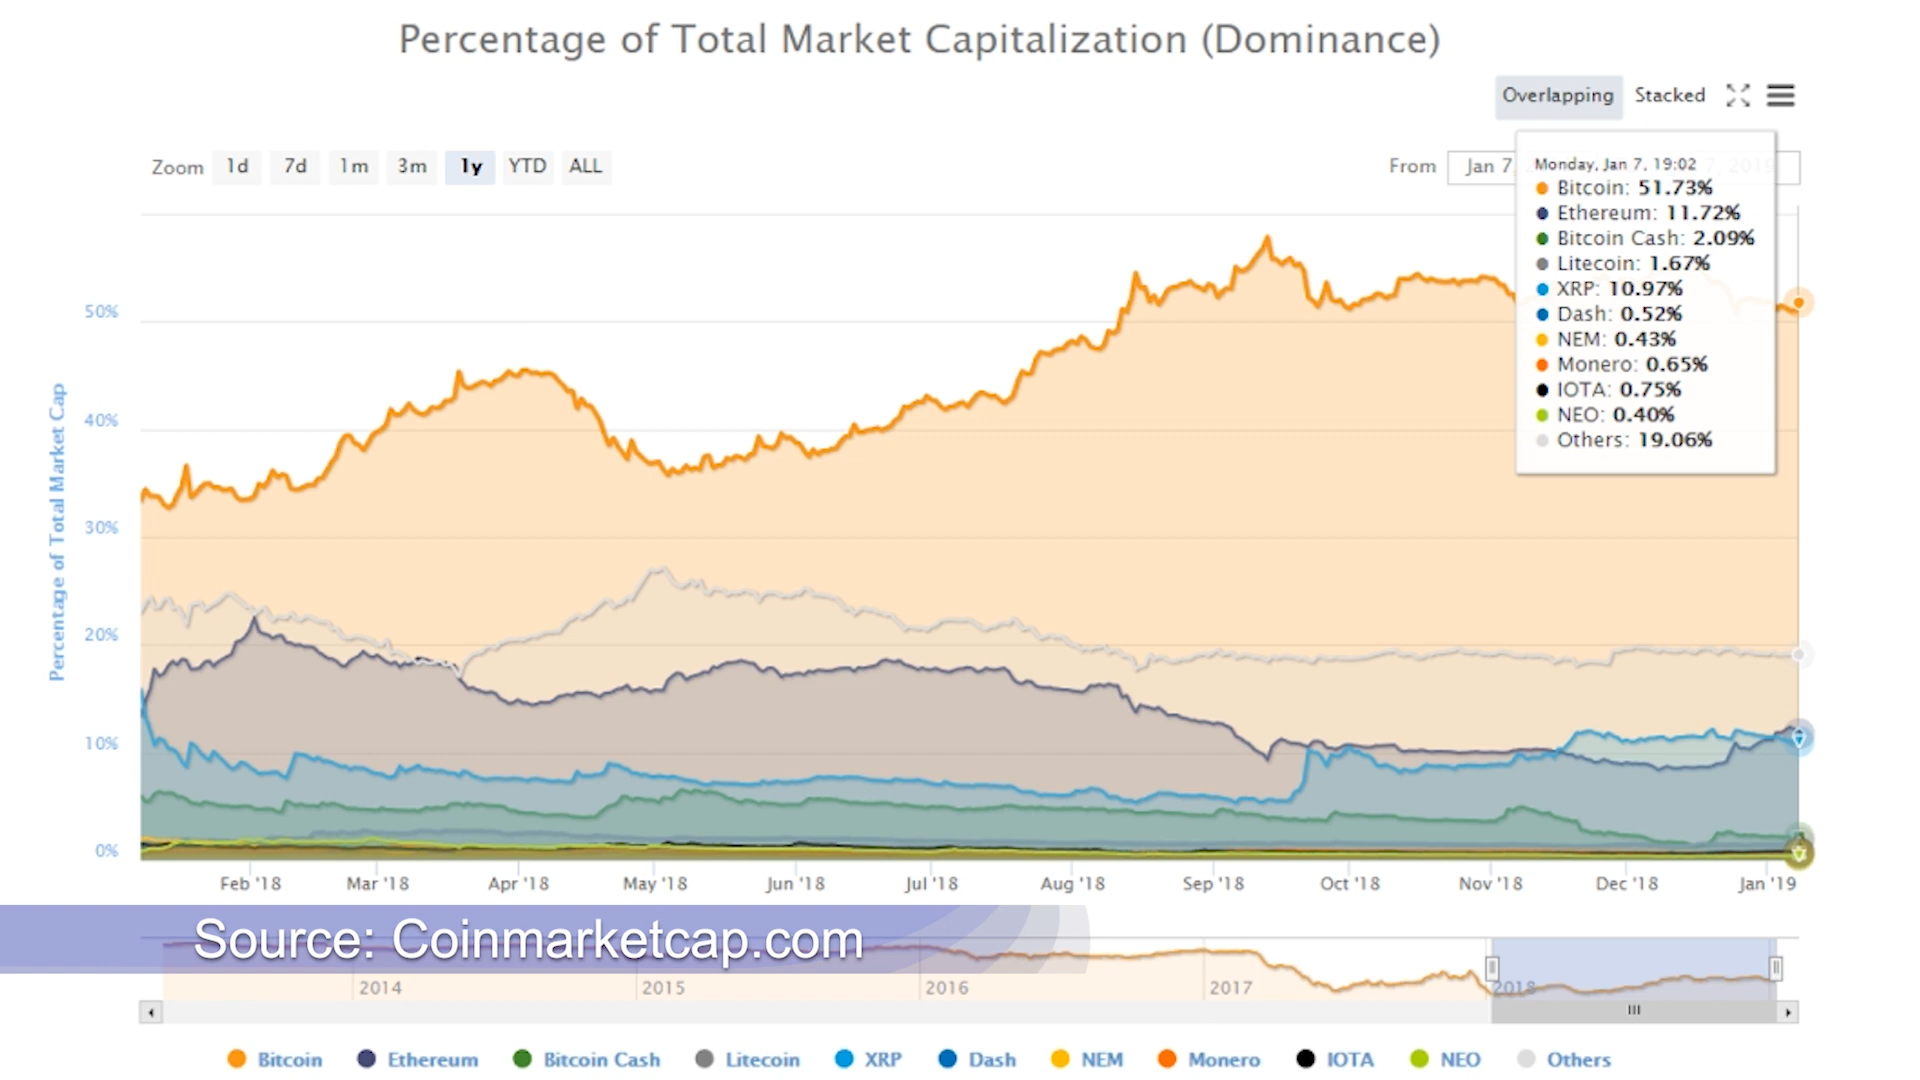 Percentage of Total Market Capitalization (Dominance)
Overlapping Stacked
Zoom 1d 7d 1m 3m 1y YTD ALL
From Jan 7,
Monday, Jan 7, 19:02
Bitcoin: 51.73%
Ethereum: 11.72%
Bitcoin Cash: 2.09%
Litecoin: 1.67%
XRP: 10.97%
Dash: 0.52%
NEM: 0.43%
Monero: 0.65%
IOTA: 0.75%
NEO: 0.40%
Others: 19.06%
Percentage of Total Market Cap
50%
40%
30%
20%
10%
0%
Feb '18 Mar '18 Apr '18 May '18 Jun '18 Jul '18 Aug '18 Sep '18 Oct '18 Nov '18 Dec '18 Jan '19
Source: Coinmarketcap.com
2014 2015 2016 2017 2018
Bitcoin Ethereum Bitcoin Cash Litecoin XRP Dash NEM Monero IOTA NEO Others